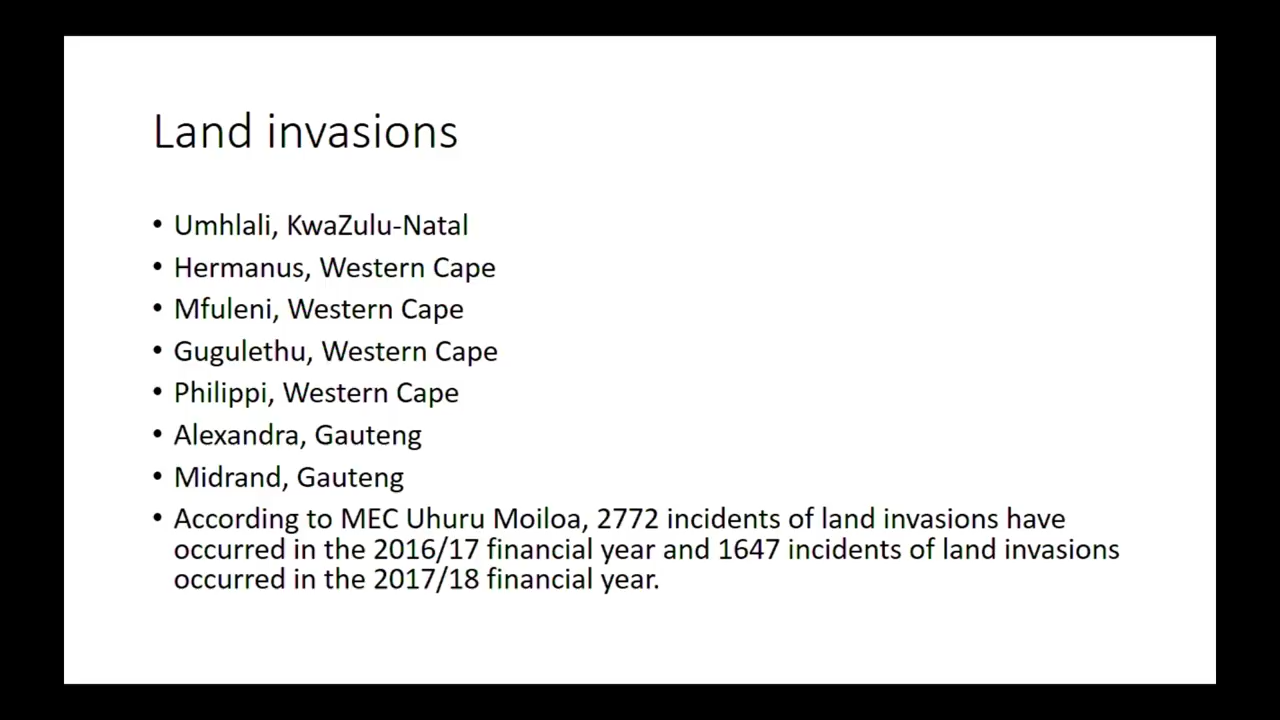 Land invasions
• Umhlali, KwaZulu-Natal
• Hermanus, Western Cape
• Mfuleni, Western Cape
• Gugulethu, Western Cape
• Philippi, Western Cape
• Alexandra, Gauteng
• Midrand, Gauteng
• According to MEC Uhuru Moiloa, 2772 incidents of land invasions have
occurred in the 2016/17 financial year and 1647 incidents of land invasions
occurred in the 2017/18 financial year.